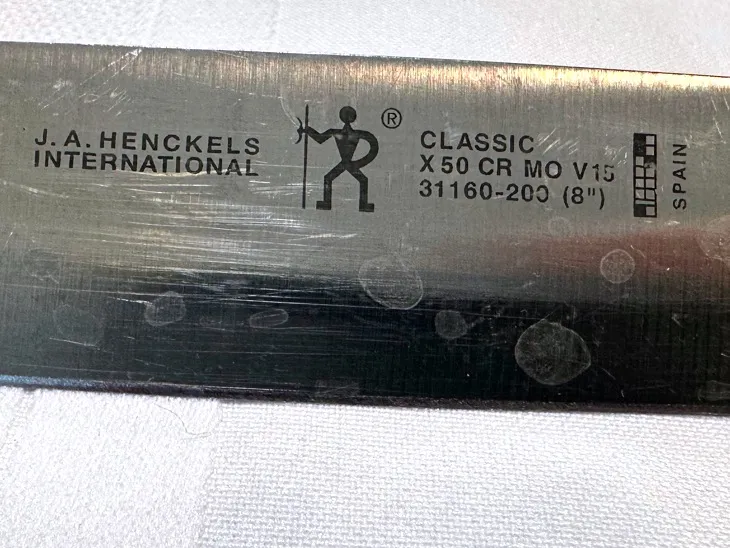 J.A. HENCKELS
INTERNATIONAL
®
CLASSIC
X 50 CR MO V15
31160-200 (8")
SPAIN